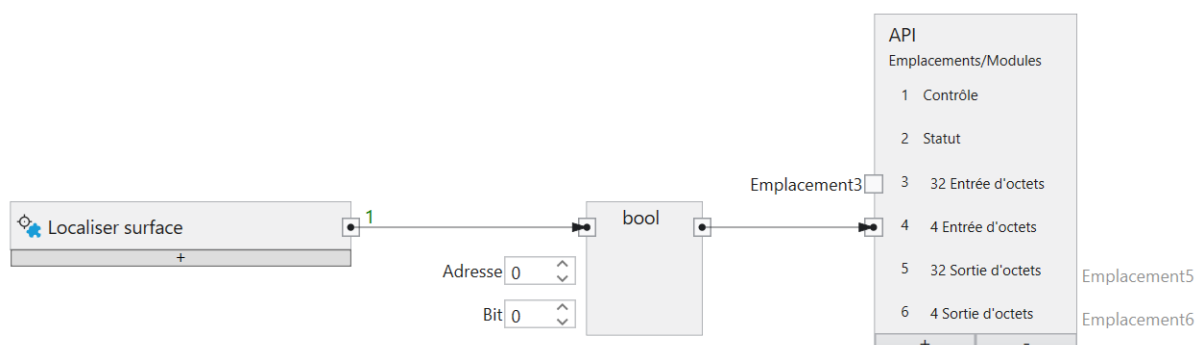 API
Emplacements/Modules
1 Contrôle
2 Statut
Emplacement3 3 32 Entrée d'octets
Localiser surface 1 bool 4 4 Entrée d'octets
+
Adresse 0 5 32 Sortie d'octets Emplacement5
Bit 0 6 4 Sortie d'octets Emplacement6
+ -